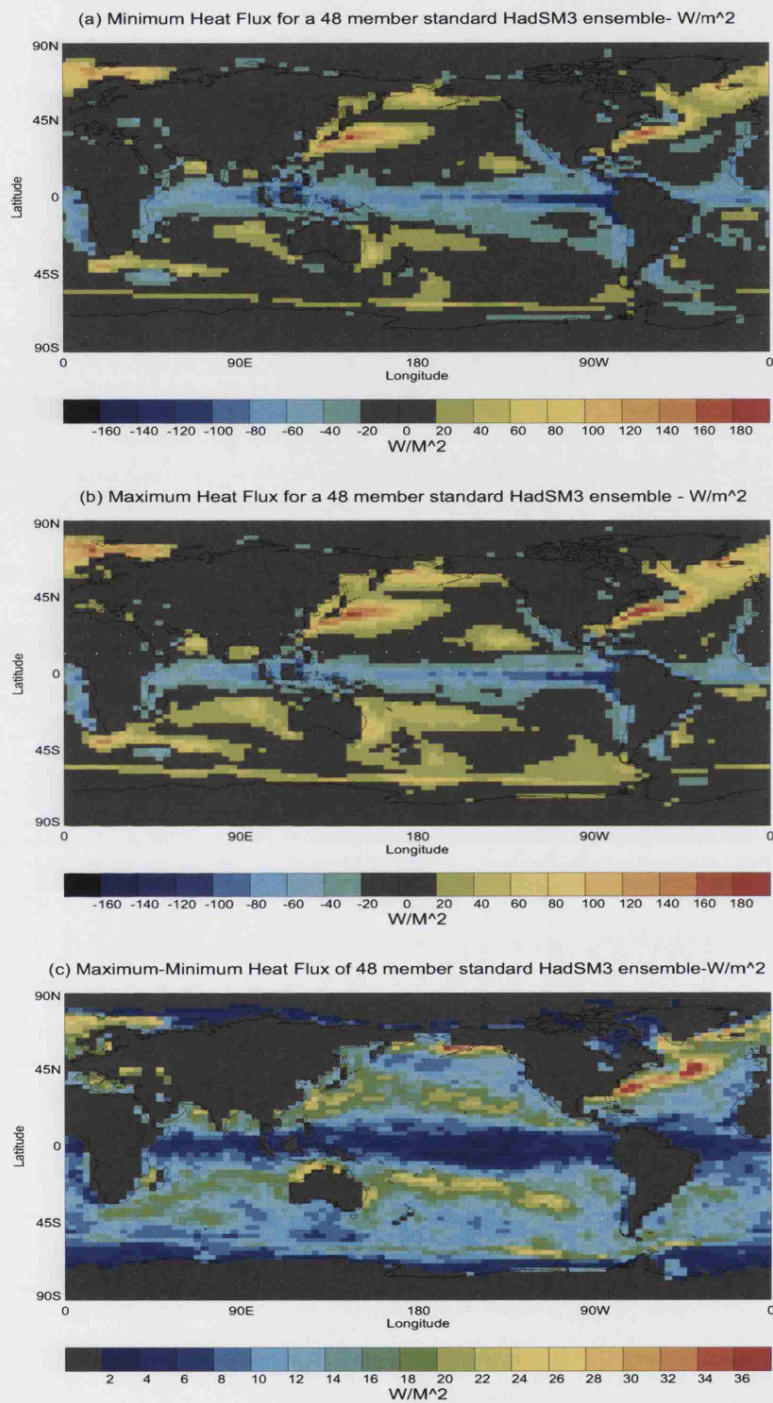 (a) Minimum Heat Flux for a 48 member standard HadSM3 ensemble- W/m^2
90N
45N
Latitude
0
45S
90S
0 90E 180 90W 0
Longitude
-160 -140 -120 -100 -80 -60 -40 -20 0 20 40 60 80 100 120 140 160 180
W/M^2
(b) Maximum Heat Flux for a 48 member standard HadSM3 ensemble - W/m^2
90N
45N
Latitude
0
45S
90S
0 90E 180 90W 0
Longitude
-160 -140 -120 -100 -80 -60 -40 -20 0 20 40 60 80 100 120 140 160 180
W/M^2
(c) Maximum-Minimum Heat Flux of 48 member standard HadSM3 ensemble-W/m^2
90N
45N
Latitude
0
45S
90S
0 90E 180 90W 0
Longitude
2 4 6 8 10 12 14 16 18 20 22 24 26 28 30 32 34 36
W/M^2